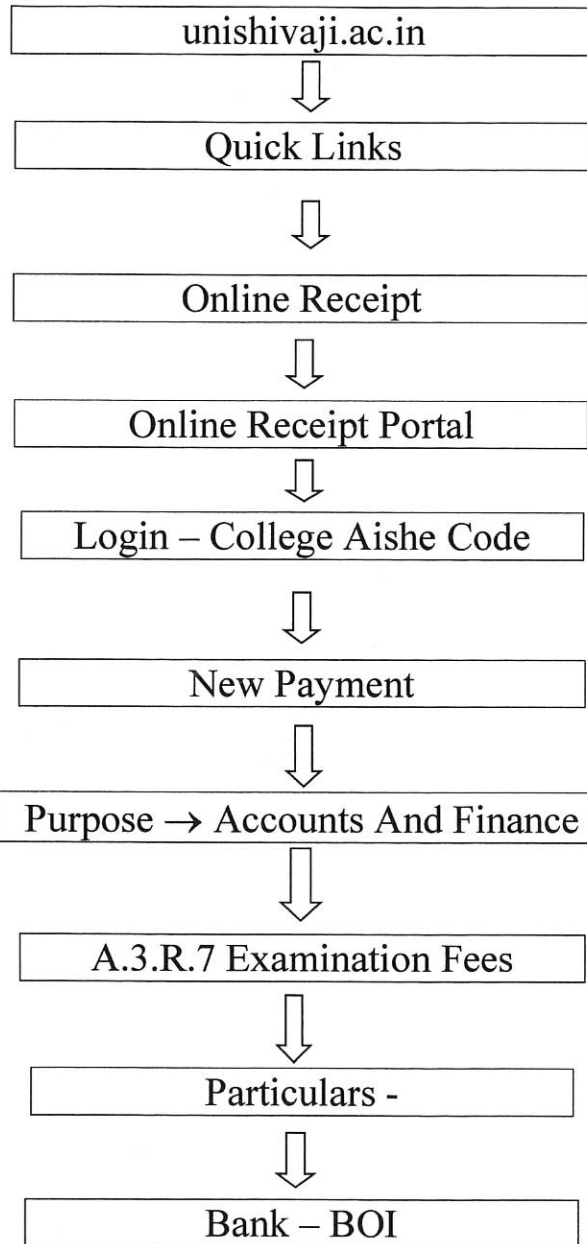 unishivaji.ac.in
Quick Links
Online Receipt
Online Receipt Portal
Login – College Aishe Code
New Payment
Purpose → Accounts And Finance
A.3.R.7 Examination Fees
Particulars -
Bank – BOI